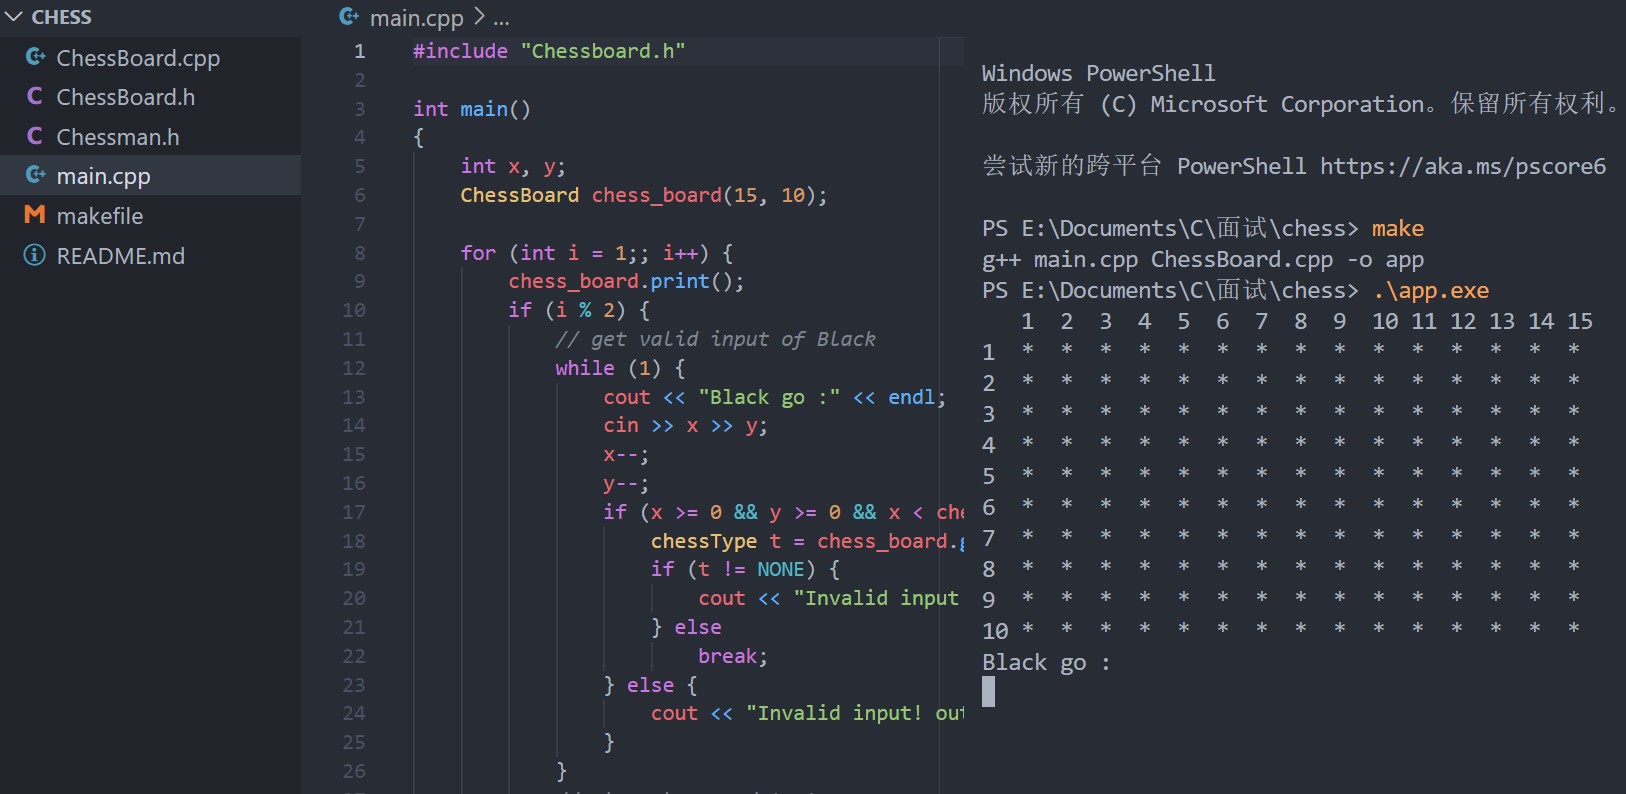 CHESS
ChessBoard.cpp
ChessBoard.h
Chessman.h
main.cpp
makefile
README.md
main.cpp > ...
1 #include "Chessboard.h"
2
3 int main()
4 {
5 int x, y;
6 ChessBoard chess_board(15, 10);
7
8 for (int i = 1;; i++) {
9 chess_board.print();
10 if (i % 2) {
11 // get valid input of Black
12 while (1) {
13 cout << "Black go :" << endl;
14 cin >> x >> y;
15 x--;
16 y--;
17 if (x >= 0 && y >= 0 && x < che
18 chessType t = chess_board.g
19 if (t != NONE) {
20 cout << "Invalid input
21 } else
22 break;
23 } else {
24 cout << "Invalid input! out
25 }
26 }
Windows PowerShell
版权所有 (C) Microsoft Corporation。保留所有权利。
尝试新的跨平台 PowerShell https://aka.ms/pscore6
PS E:\Documents\C\面试\chess> make
g++ main.cpp ChessBoard.cpp -o app
PS E:\Documents\C\面试\chess> .\app.exe
1 2 3 4 5 6 7 8 9 10 11 12 13 14 15
1 * * * * * * * * * * * * * * *
2 * * * * * * * * * * * * * * *
3 * * * * * * * * * * * * * * *
4 * * * * * * * * * * * * * * *
5 * * * * * * * * * * * * * * *
6 * * * * * * * * * * * * * * *
7 * * * * * * * * * * * * * * *
8 * * * * * * * * * * * * * * *
9 * * * * * * * * * * * * * * *
10 * * * * * * * * * * * * * * *
Black go :